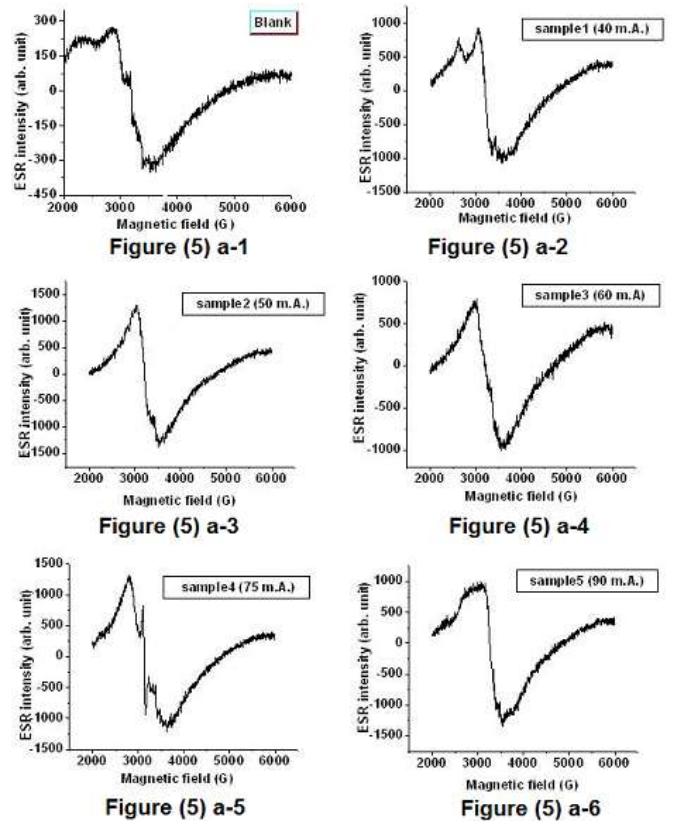 Blank
ESR intensity (arb. unit)
300
150
0
-150
-300
-450
2000 3000 4000 5000 6000
Magnetic field (G)
Figure (5) a-1
sample1 (40 m.A.)
ESR intensity (arb. unit)
1000
500
0
-500
1000
1500
2000 3000 4000 5000 6000
Magnetic field (G)
Figure (5) a-2
sample2 (50 m.A.)
ESR intensity (arb. unit)
1500
1000
500
0
-500
1000
1500
2000 3000 4000 5000 6000
Magnetic field (G)
Figure (5) a-3
sample3 (60 m.A)
ESR intensity (arb. unit)
1000
500
0
-500
-1000
2000 3000 4000 5000 6000
Magnetic field (G)
Figure (5) a-4
sample4 (75 m.A.)
ESR intensity (arb. unit)
1500
1000
500
0
-500
-1000
-1500
2000 3000 4000 5000 6000
Magnetic field (G)
Figure (5) a-5
sample5 (90 m.A.)
ESR intensity (arb. unit)
1000
500
0
-500
-1000
-1500
2000 3000 4000 5000 6000
Magnetic field (G)
Figure (5) a-6